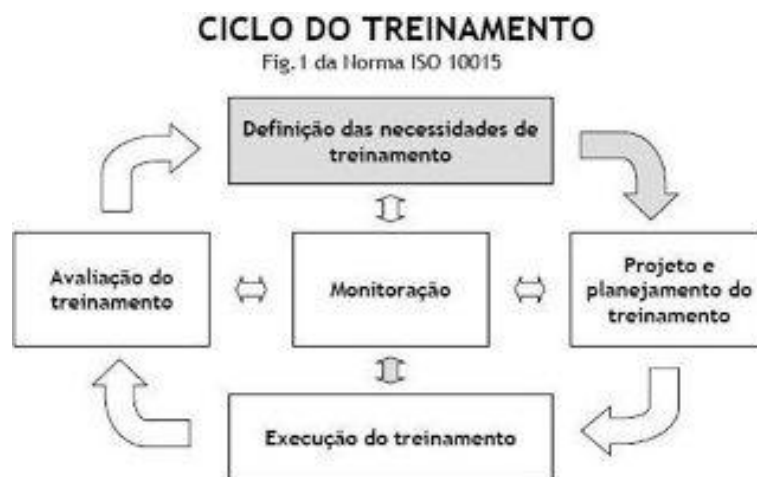 CICLO DO TREINAMENTO
Fig.1 da Norma ISO 10015
Definição das necessidades de
treinamento
Avaliação do
treinamento
Monitoração
Projeto e
planejamento do
treinamento
Execução do treinamento